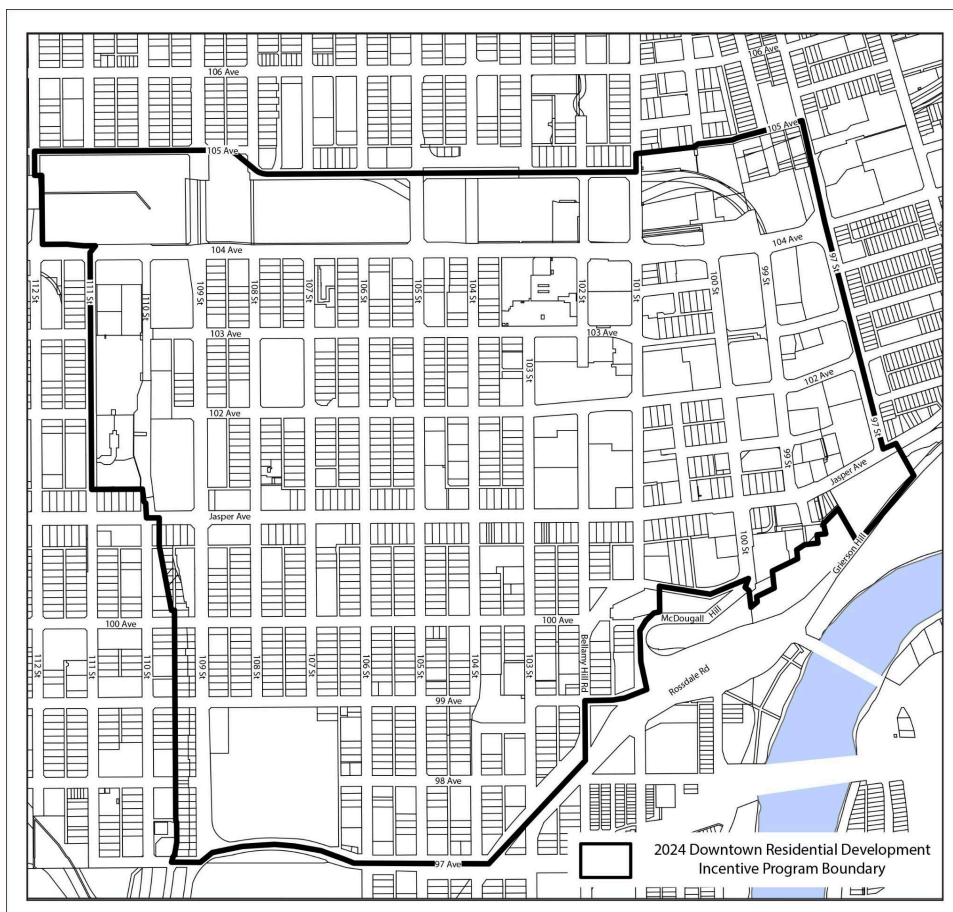 106 Ave
106 Ave
105 Ave
105 Ave
104 Ave
104 Ave
97 St
112 St
111 St
110 St
109 St
108 St
107 St
106 St
105 St
104 St
102 St
101 St
100 St
99 St
103 Ave
103 Ave
103 St
102 Ave
102 Ave
97 St
99 St
Jasper Ave
Jasper Ave
100 St
Grierson Hill
100 Ave
100 Ave
McDougall Hill
112 St
111 St
110 St
109 St
108 St
107 St
106 St
105 St
104 St
103 St
Bellamy Hill Rd
Rossdale Rd
99 Ave
98 Ave
97 Ave
2024 Downtown Residential Development
Incentive Program Boundary